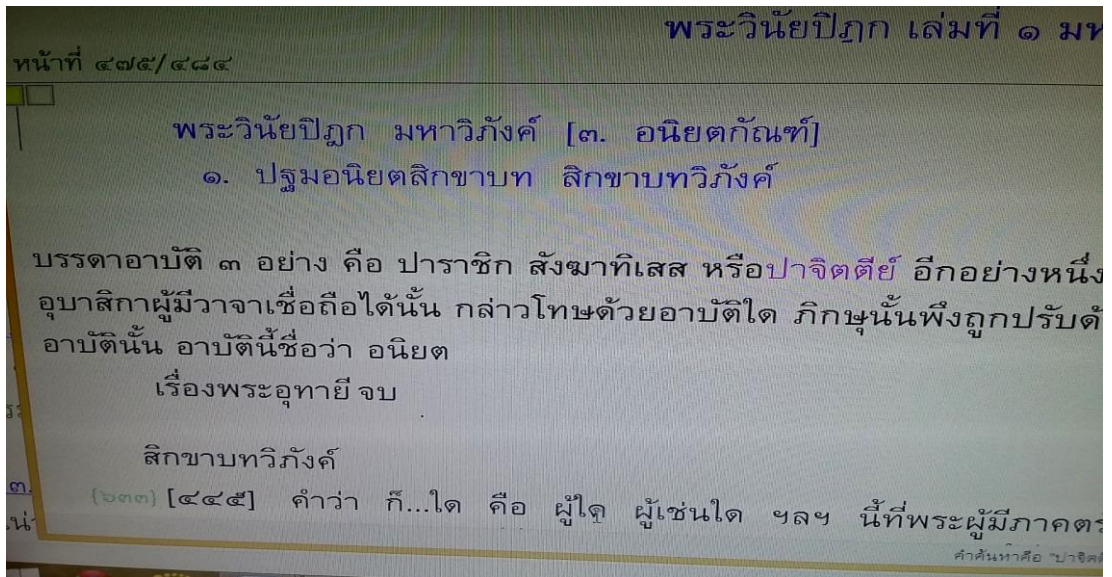 พระวินัยปิฎก เล่มที่ ๑
หน้าที่ ๔๗๕/๔๘๔
พระวินัยปิฎก มหาวิภังค์ [๓. อนิยตกัณฑ์]
๑. ปฐมอนิยตสิกขาบท สิกขาบทวิภังค์
บรรดาอาบัติ ๓ อย่าง คือ ปาราชิก สังฆาทิเสส หรือปาจิตตีย์ อีกอย่างหนึ่ง
อุบาสิกาผู้มีวาจาเชื่อถือได้นั้น กล่าวโทษด้วยอาบัติใด ภิกษุนั้นพึงถูกปรับด้
อาบัตินั้น อาบัตินี้ชื่อว่า อนิยต
เรื่องพระอุทายี จบ
สิกขาบทวิภังค์
๓.
{๖๓๓} [๔๔๕] คำว่า ก็...ใด คือ ผู้ใด ผู้เช่นใด ฯลฯ นี้ที่พระผู้มีภาคตร
คำค้นหาคือ